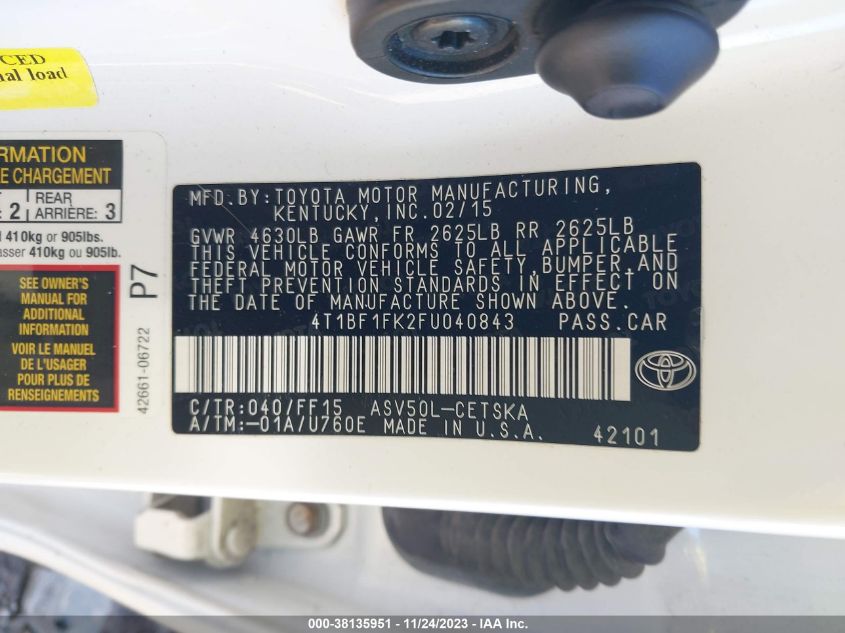 CED
nal load
RMATION
E CHARGEMENT
: 2 REAR ARRIÈRE: 3
410kg or 905lbs.
asser 410kg ou 905lb.
SEE OWNER'S
MANUAL FOR
ADDITIONAL
INFORMATION
VOIR LE MANUEL
DE L'USAGER
POUR PLUS DE
RENSEIGNEMENTS
P7
42661-06722
MFD.BY:TOYOTA MOTOR MANUFACTURING,
KENTUCKY,INC.02/15
GVWR 4630LB GAWR FR 2625LB RR 2625LB
THIS VEHICLE CONFORMS TO ALL APPLICABLE
FEDERAL MOTOR VEHICLE SAFETY,BUMPER,AND
THEFT PREVENTION STANDARDS IN EFFECT ON
THE DATE OF MANUFACTURE SHOWN ABOVE.
4T1BF1FK2FU040843 PASS.CAR
C/TR:040/FF15 ASV50L-CETSKA
A/TM:-01A/U760E MADE IN U.S.A. 42101
000-38135951 - 11/24/2023 - IAA Inc.